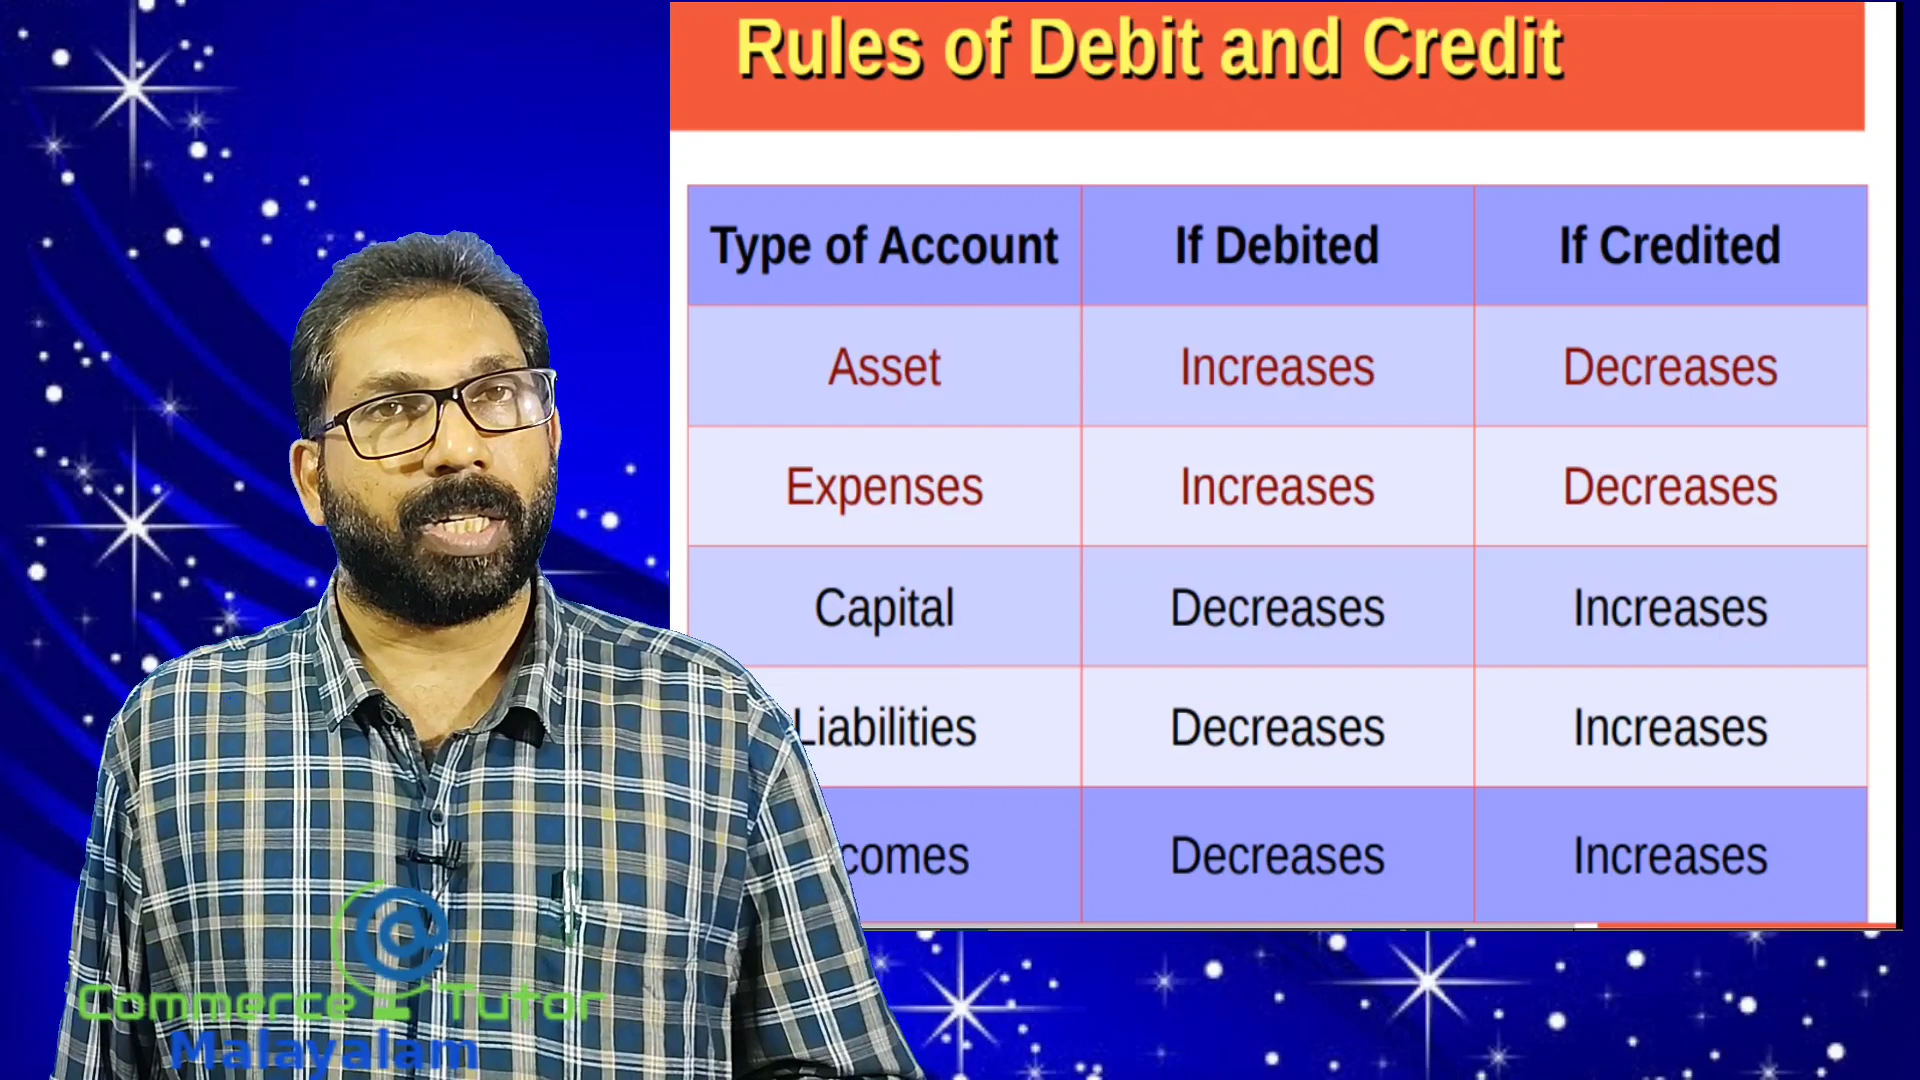 Rules of Debit and Credit
Type of Account If Debited If Credited
Asset Increases Decreases
Expenses Increases Decreases
Capital Decreases Increases
Liabilities Decreases Increases
comes Decreases Increases
Commerce Tutor
Malayalam